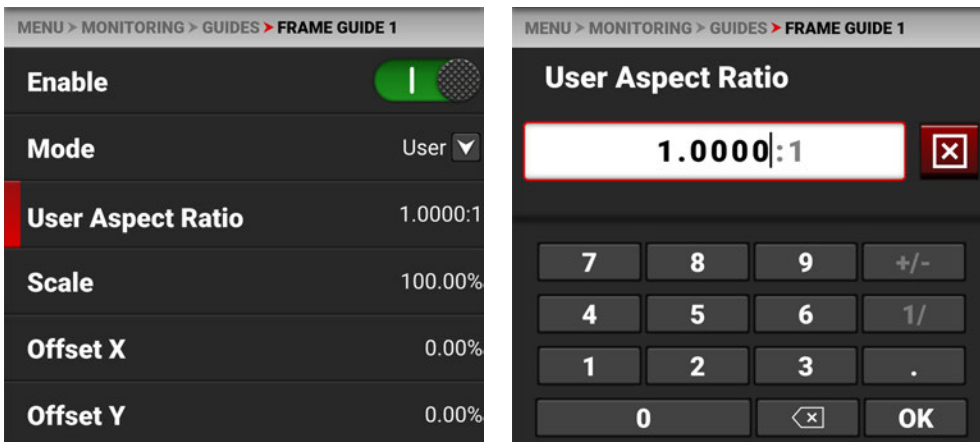 MENU > MONITORING > GUIDES > FRAME GUIDE 1
Enable
Mode User
User Aspect Ratio 1.0000:1
Scale 100.00%
Offset X 0.00%
Offset Y 0.00%
MENU > MONITORING > GUIDES > FRAME GUIDE 1
User Aspect Ratio
1.0000:1
7 8 9 +/-
4 5 6 1/
1 2 3 .
0 OK